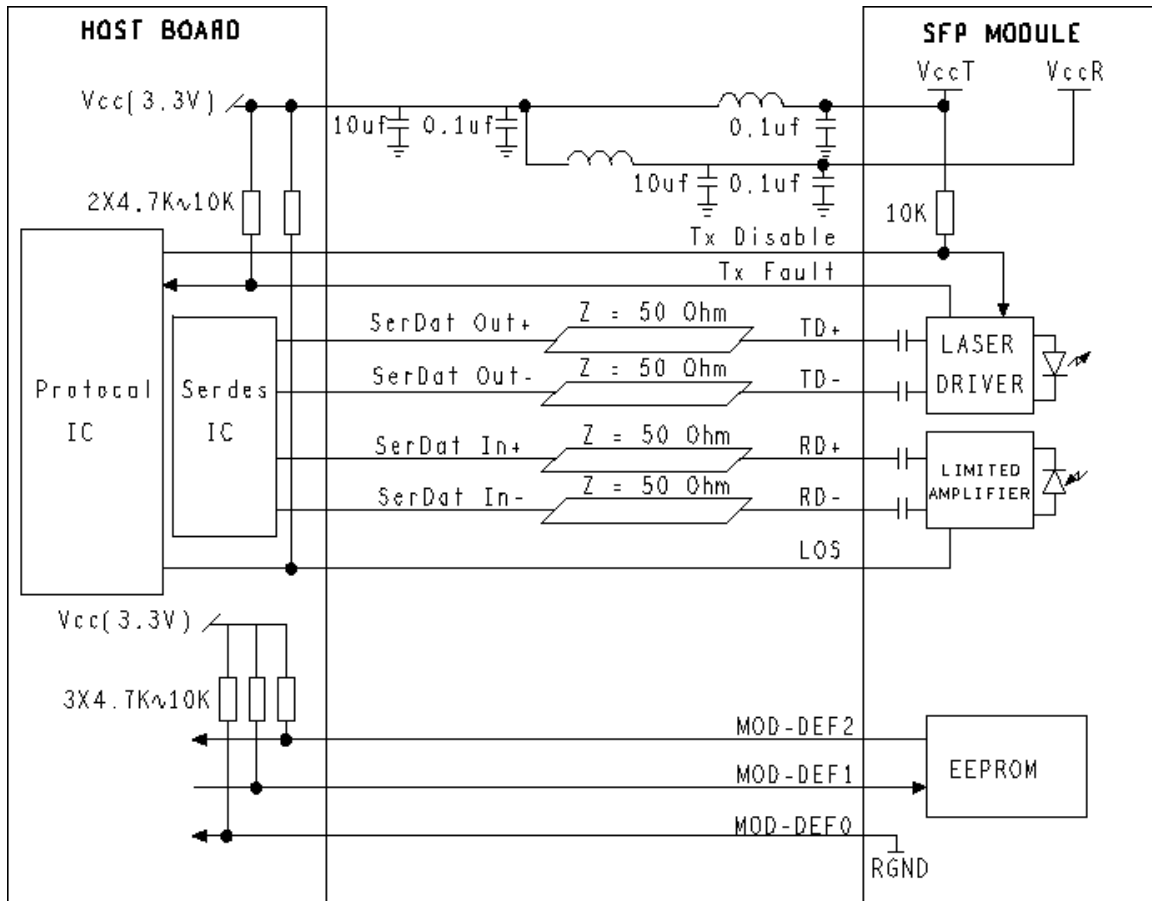 HOST BOARD
SFP MODULE
VccT
VccR
Vcc(3.3V)
10uf
0.1uf
0.1uf
10uf
0.1uf
2X4.7K~10K
10K
Tx Disable
Tx Fault
Protocal
IC
Serdes
IC
SerDat Out+
Z = 50 Ohm
TD+
SerDat Out-
Z = 50 Ohm
TD-
SerDat In+
Z = 50 Ohm
RD+
SerDat In-
Z = 50 Ohm
RD-
LASER
DRIVER
LIMITED
AMPLIFIER
LOS
Vcc(3.3V)
3X4.7K~10K
MOD-DEF2
MOD-DEF1
MOD-DEF0
EEPROM
RGND